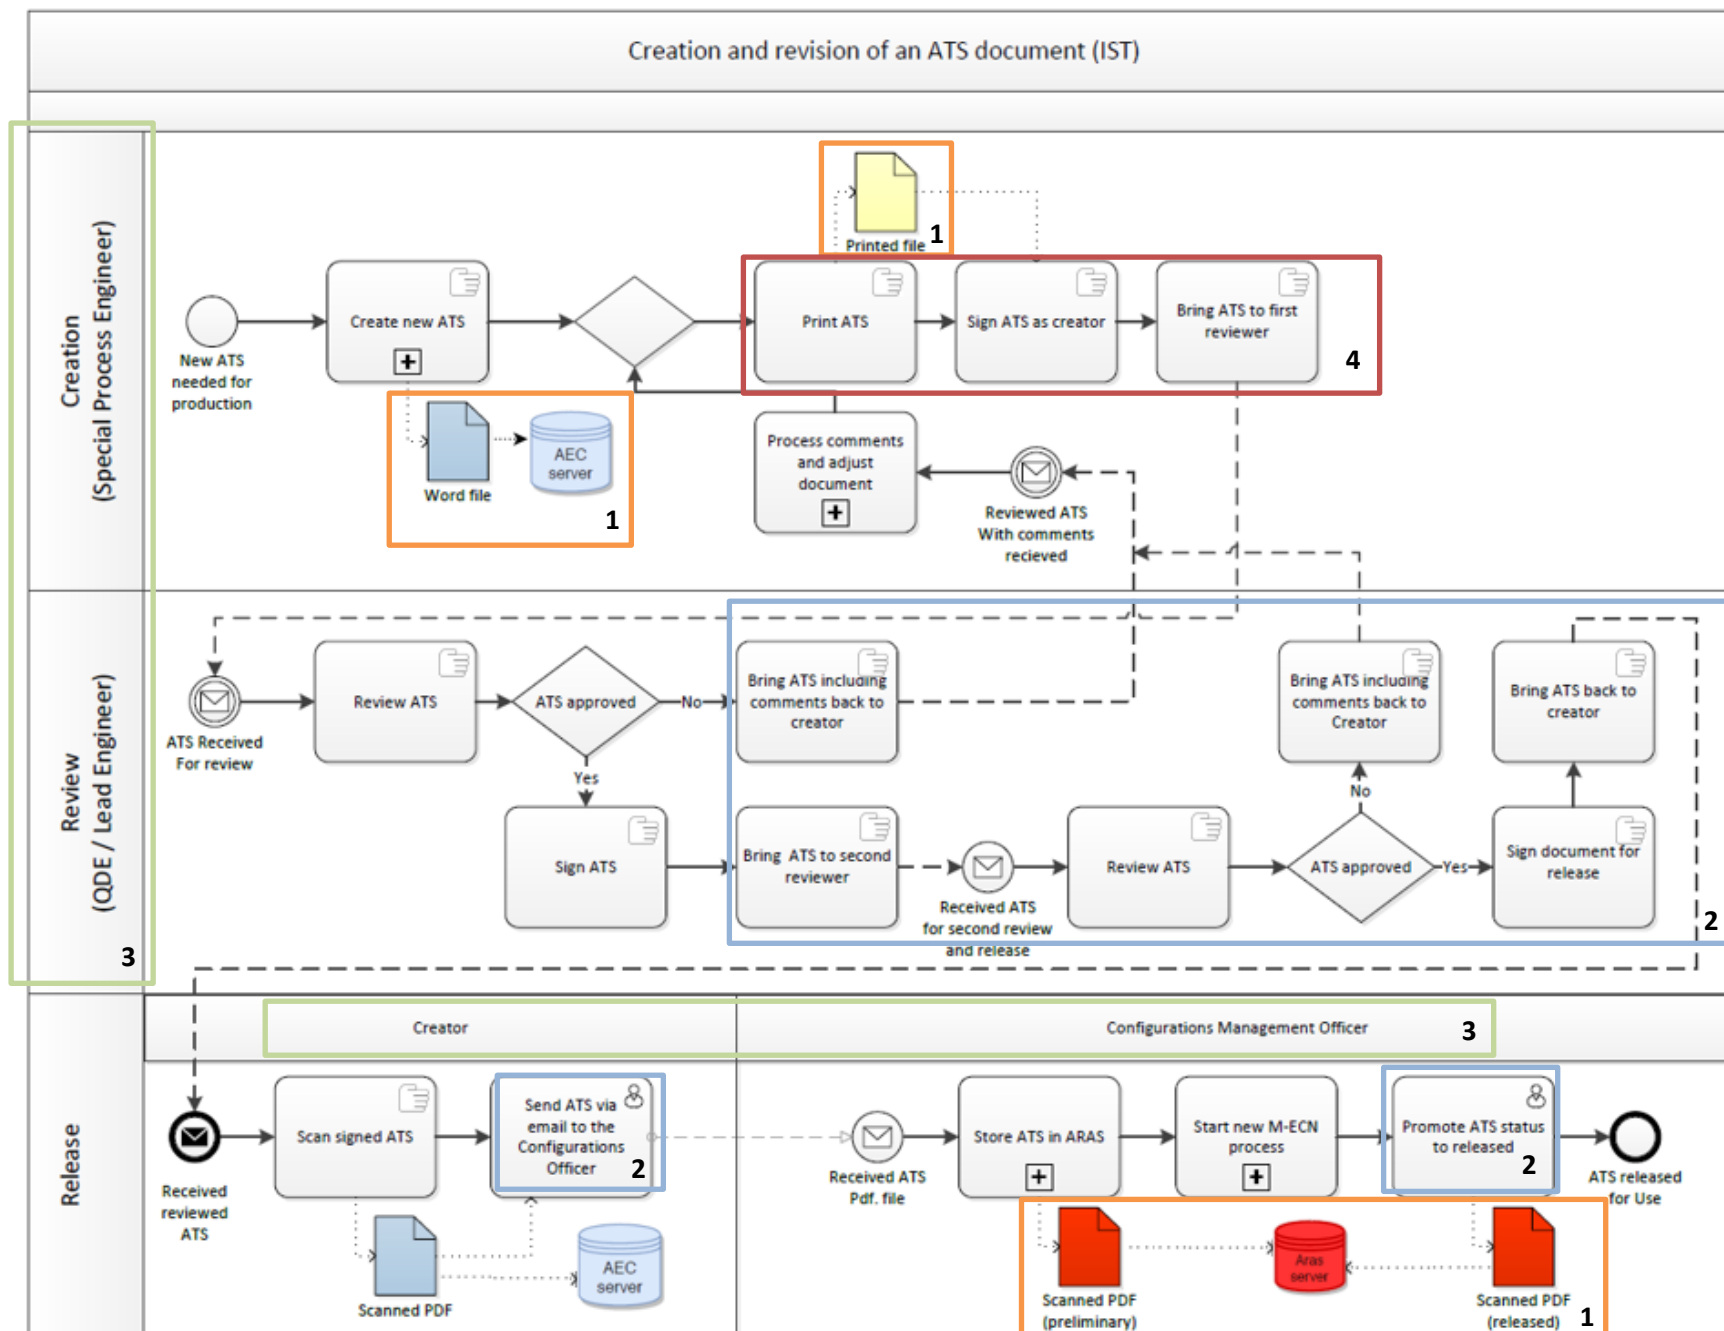 Creation and revision of an ATS document (IST)
Creation
(Special Process Engineer)
Printed file
1
New ATS
needed for
production
Create new ATS
Print ATS
Sign ATS as creator
Bring ATS to first
reviewer
4
Word file
AEC
server
1
Process comments
and adjust
document
Reviewed ATS
With comments
recieved
Review
(QDE / Lead Engineer)
3
ATS Received
For review
Review ATS
ATS approved
No
Yes
Bring ATS including
comments back to
creator
Sign ATS
Bring ATS to second
reviewer
Received ATS
for second review
and release
Review ATS
ATS approved
No
Yes
Bring ATS including
comments back to
Creator
Bring ATS back to
creator
Sign document for
release
2
Release
Creator
Configurations Management Officer
3
Received
reviewed
ATS
Scan signed ATS
Send ATS via
email to the
Configurations
Officer
2
Scanned PDF
AEC
server
Received ATS
Pdf. file
Store ATS in ARAS
Start new M-ECN
process
Promote ATS status
to released
2
ATS released
for Use
Scanned PDF
(preliminary)
Aras
server
Scanned PDF
(released)
1